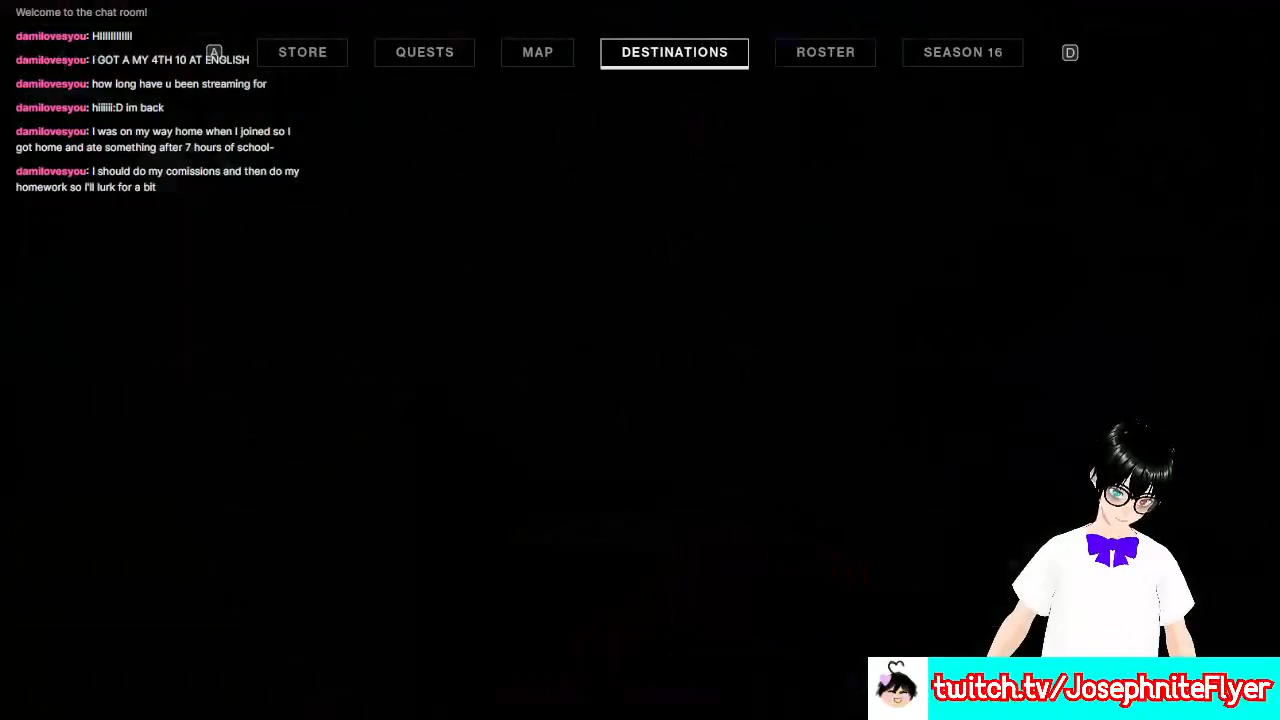 Welcome to the chat room!
damilovesyou: HIIIIIIIIIIIII
A
STORE
QUESTS
MAP
DESTINATIONS
ROSTER
SEASON 16
D
damilovesyou: I GOT A MY 4TH 10 AT ENGLISH
damilovesyou: how long have u been streaming for
damilovesyou: hiiiiii:D im back
damilovesyou: I was on my way home when I joined so I
got home and ate something after 7 hours of school-
damilovesyou: I should do my comissions and then do my
homework so I'll lurk for a bit
twitch.tv/JosephniteFlyer